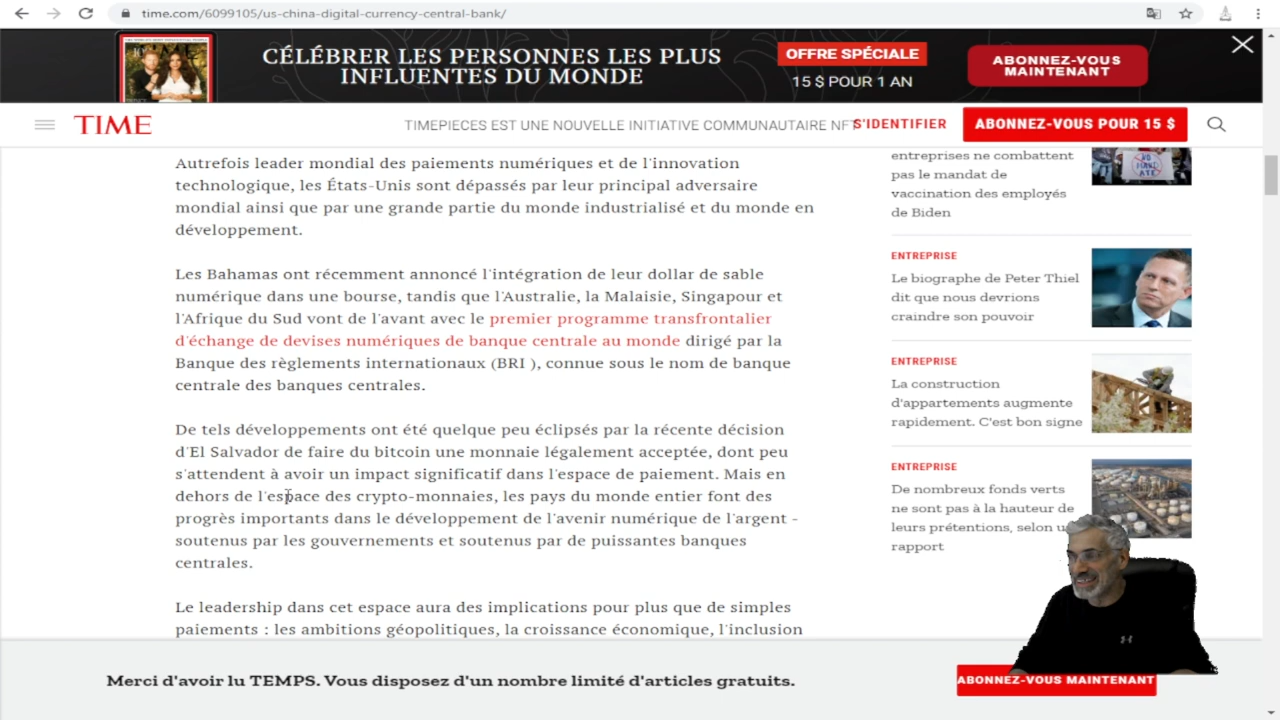 time.com/6099105/us-china-digital-currency-central-bank/
CÉLÉBRER LES PERSONNES LES PLUS
INFLUENTES DU MONDE
OFFRE SPÉCIALE
15 $ POUR 1 AN
ABONNEZ-VOUS
MAINTENANT
TIME
TIMEPIECES EST UNE NOUVELLE INITIATIVE COMMUNAUTAIRE NFT
S'IDENTIFIER
ABONNEZ-VOUS POUR 15 $
Autrefois leader mondial des paiements numériques et de l'innovation
technologique, les États-Unis sont dépassés par leur principal adversaire
mondial ainsi que par une grande partie du monde industrialisé et du monde en
développement.
Les Bahamas ont récemment annoncé l'intégration de leur dollar de sable
numérique dans une bourse, tandis que l'Australie, la Malaisie, Singapour et
l'Afrique du Sud vont de l'avant avec le premier programme transfrontalier
d'échange de devises numériques de banque centrale au monde dirigé par la
Banque des règlements internationaux (BRI ), connue sous le nom de banque
centrale des banques centrales.
De tels développements ont été quelque peu éclipsés par la récente décision
d'El Salvador de faire du bitcoin une monnaie légalement acceptée, dont peu
s'attendent à avoir un impact significatif dans l'espace de paiement. Mais en
dehors de l'espace des crypto-monnaies, les pays du monde entier font des
progrès importants dans le développement de l'avenir numérique de l'argent -
soutenus par les gouvernements et soutenus par de puissantes banques
centrales.
Le leadership dans cet espace aura des implications pour plus que de simples
paiements : les ambitions géopolitiques, la croissance économique, l'inclusion
entreprises ne combattent
pas le mandat de
vaccination des employés
de Biden
ENTREPRISE
Le biographe de Peter Thiel
dit que nous devrions
craindre son pouvoir
ENTREPRISE
La construction
d'appartements augmente
rapidement. C'est bon signe
ENTREPRISE
De nombreux fonds verts
ne sont pas à la hauteur de
leurs prétentions, selon
rapport
Merci d'avoir lu TEMPS. Vous disposez d'un nombre limité d'articles gratuits.
ABONNEZ-VOUS MAINTENANT